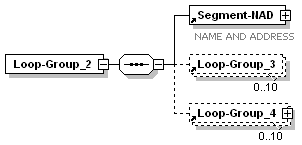 Segment-NAD
NAME AND ADDRESS
Loop-Group_2
Loop-Group_3
0..10
Loop-Group_4
0..10